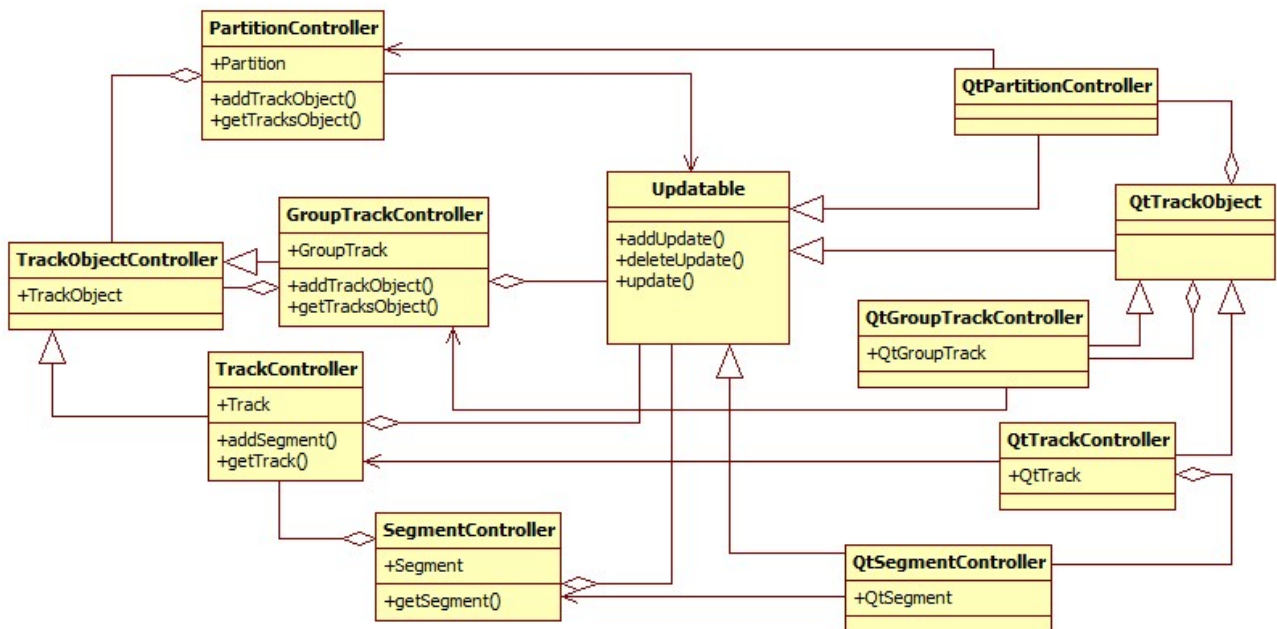 PartitionController
+Partition
+addTrackObject()
+getTracksObject()
QtPartitionController
Updatable
+addUpdate()
+deleteUpdate()
+update()
QtTrackObject
GroupTrackController
+GroupTrack
+addTrackObject()
+getTracksObject()
TrackObjectController
+TrackObject
QtGroupTrackController
+QtGroupTrack
TrackController
+Track
+addSegment()
+getTrack()
QtTrackController
+QtTrack
SegmentController
+Segment
+getSegment()
QtSegmentController
+QtSegment